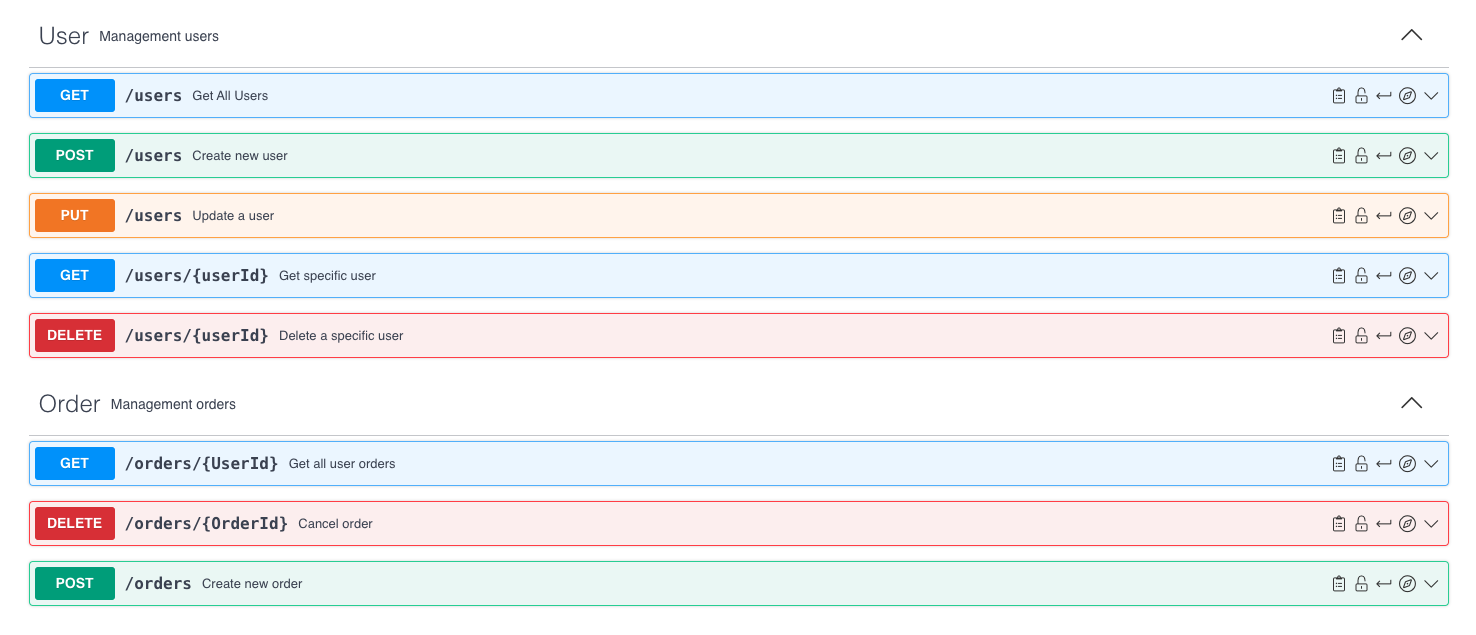 User Management users
GET /users Get All Users
POST /users Create new user
PUT /users Update a user
GET /users/{userId} Get specific user
DELETE /users/{userId} Delete a specific user
Order Management orders
GET /orders/{UserId} Get all user orders
DELETE /orders/{OrderId} Cancel order
POST /orders Create new order